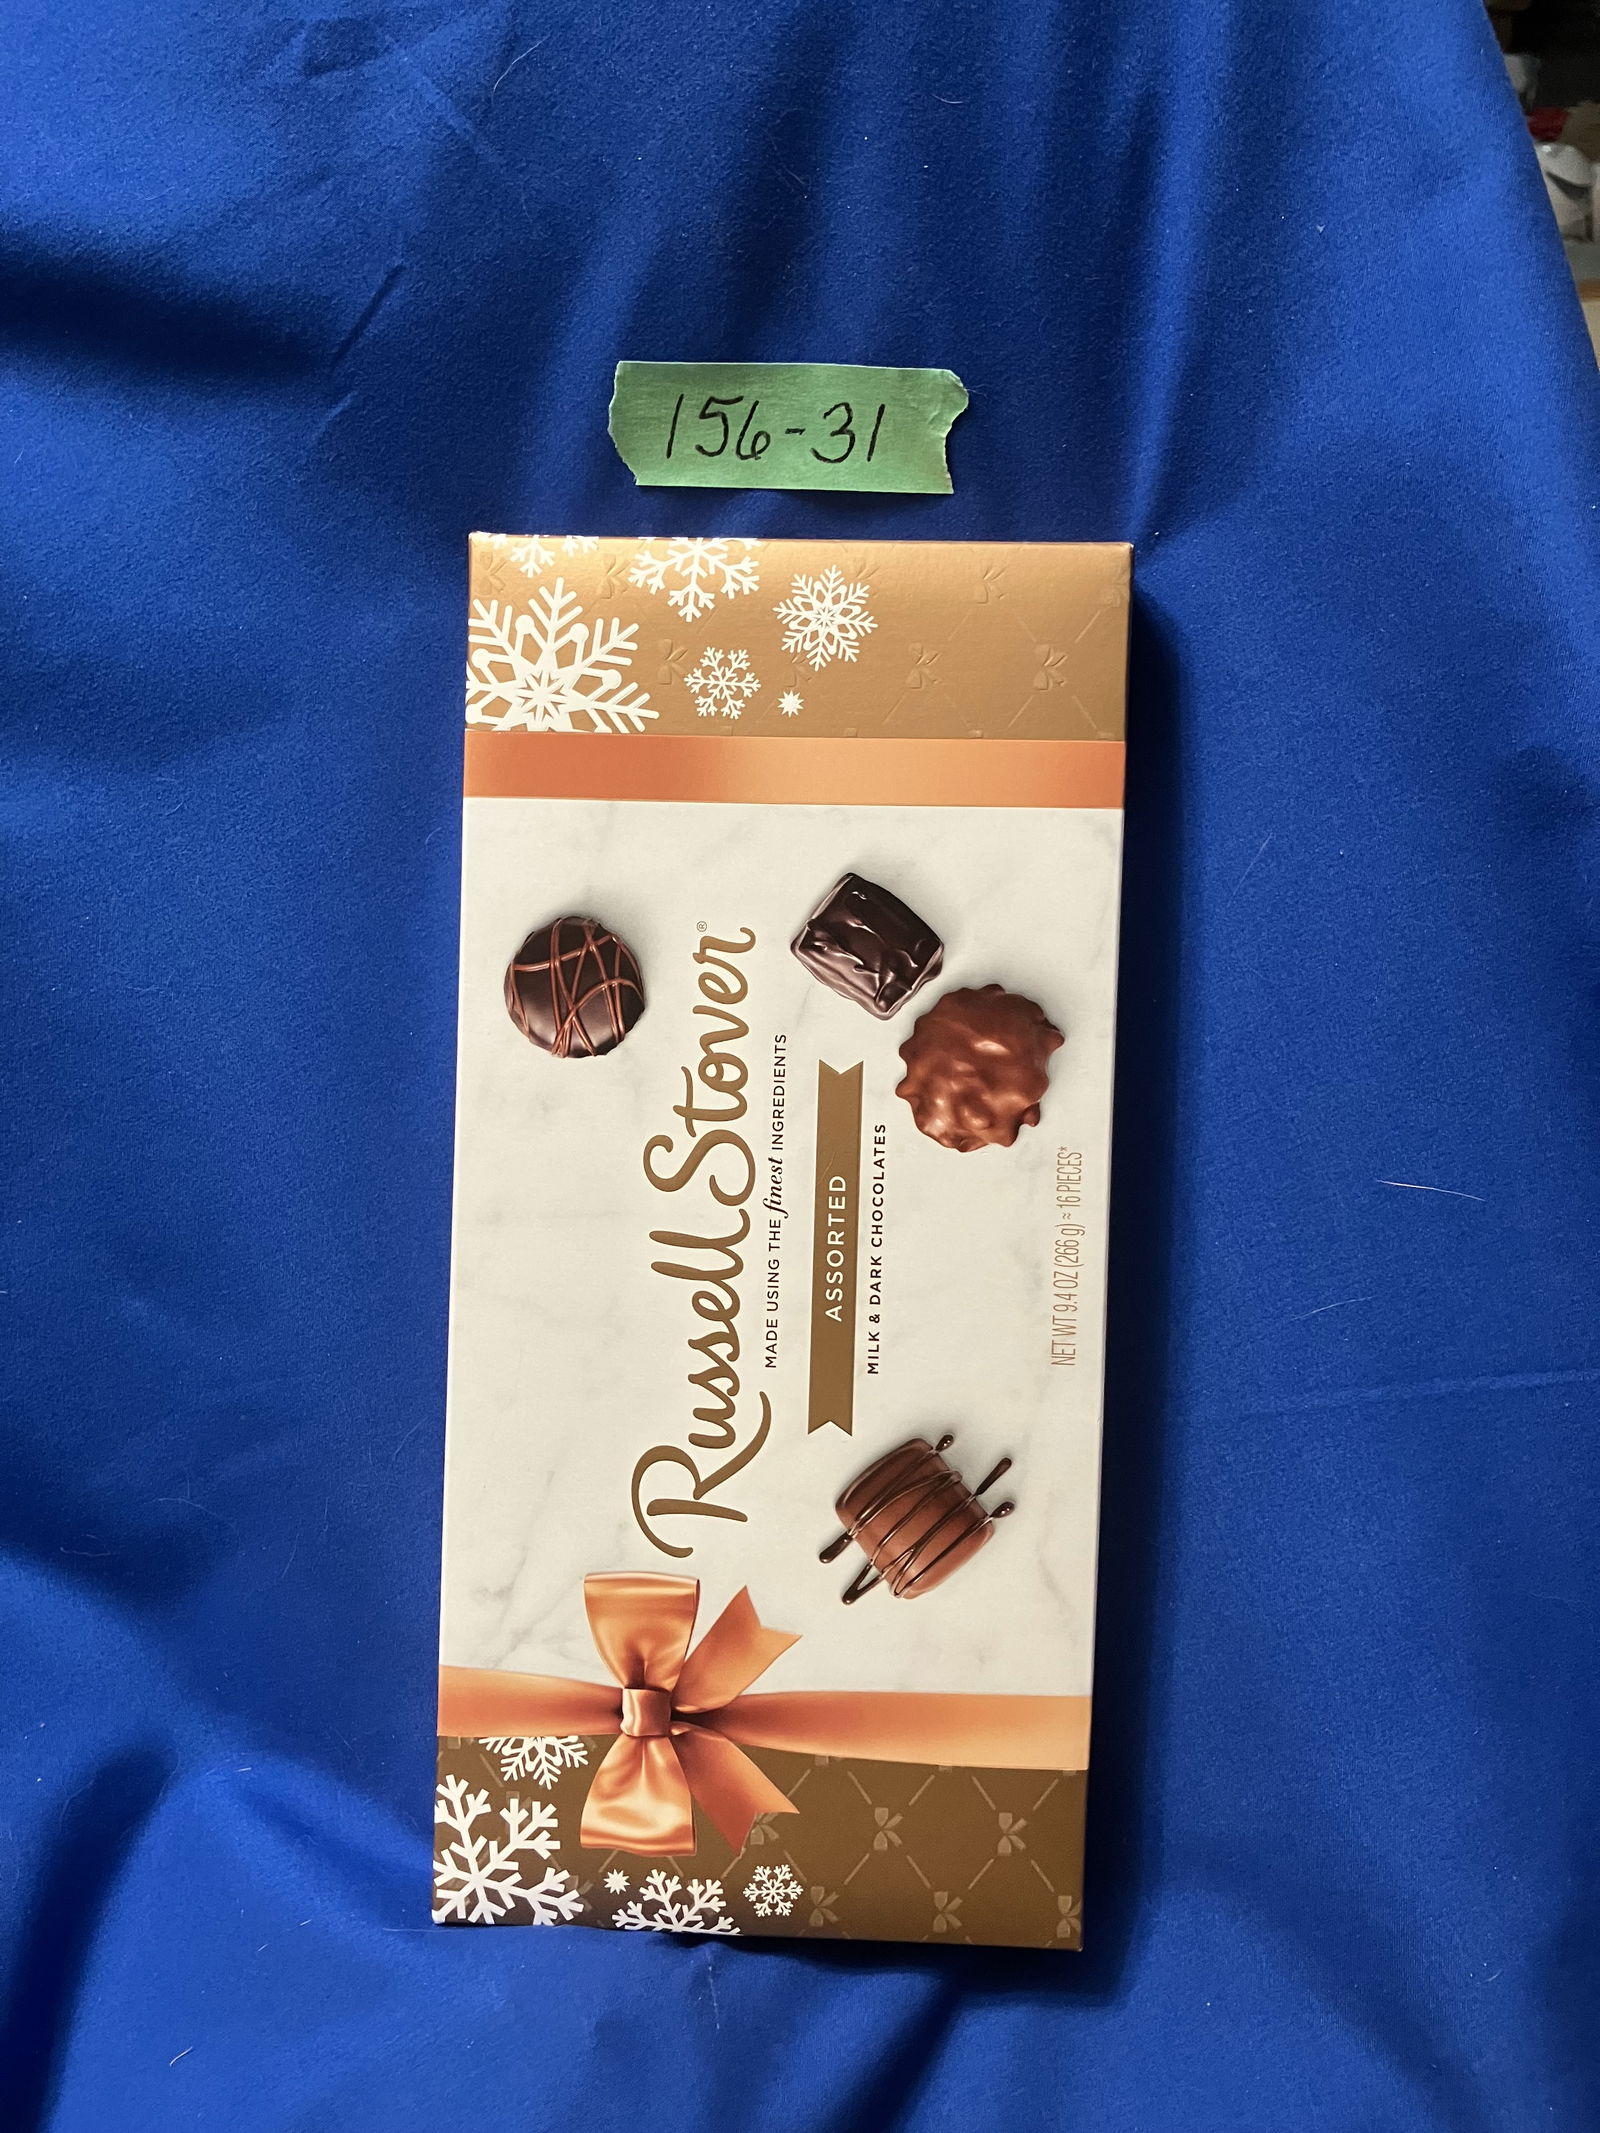 156-31
Russell Stover®
MADE USING THE finest INGREDIENTS
ASSORTED
MILK & DARK CHOCOLATES
NET WT 9.4 OZ (266 g) ≈ 16 PIECES*